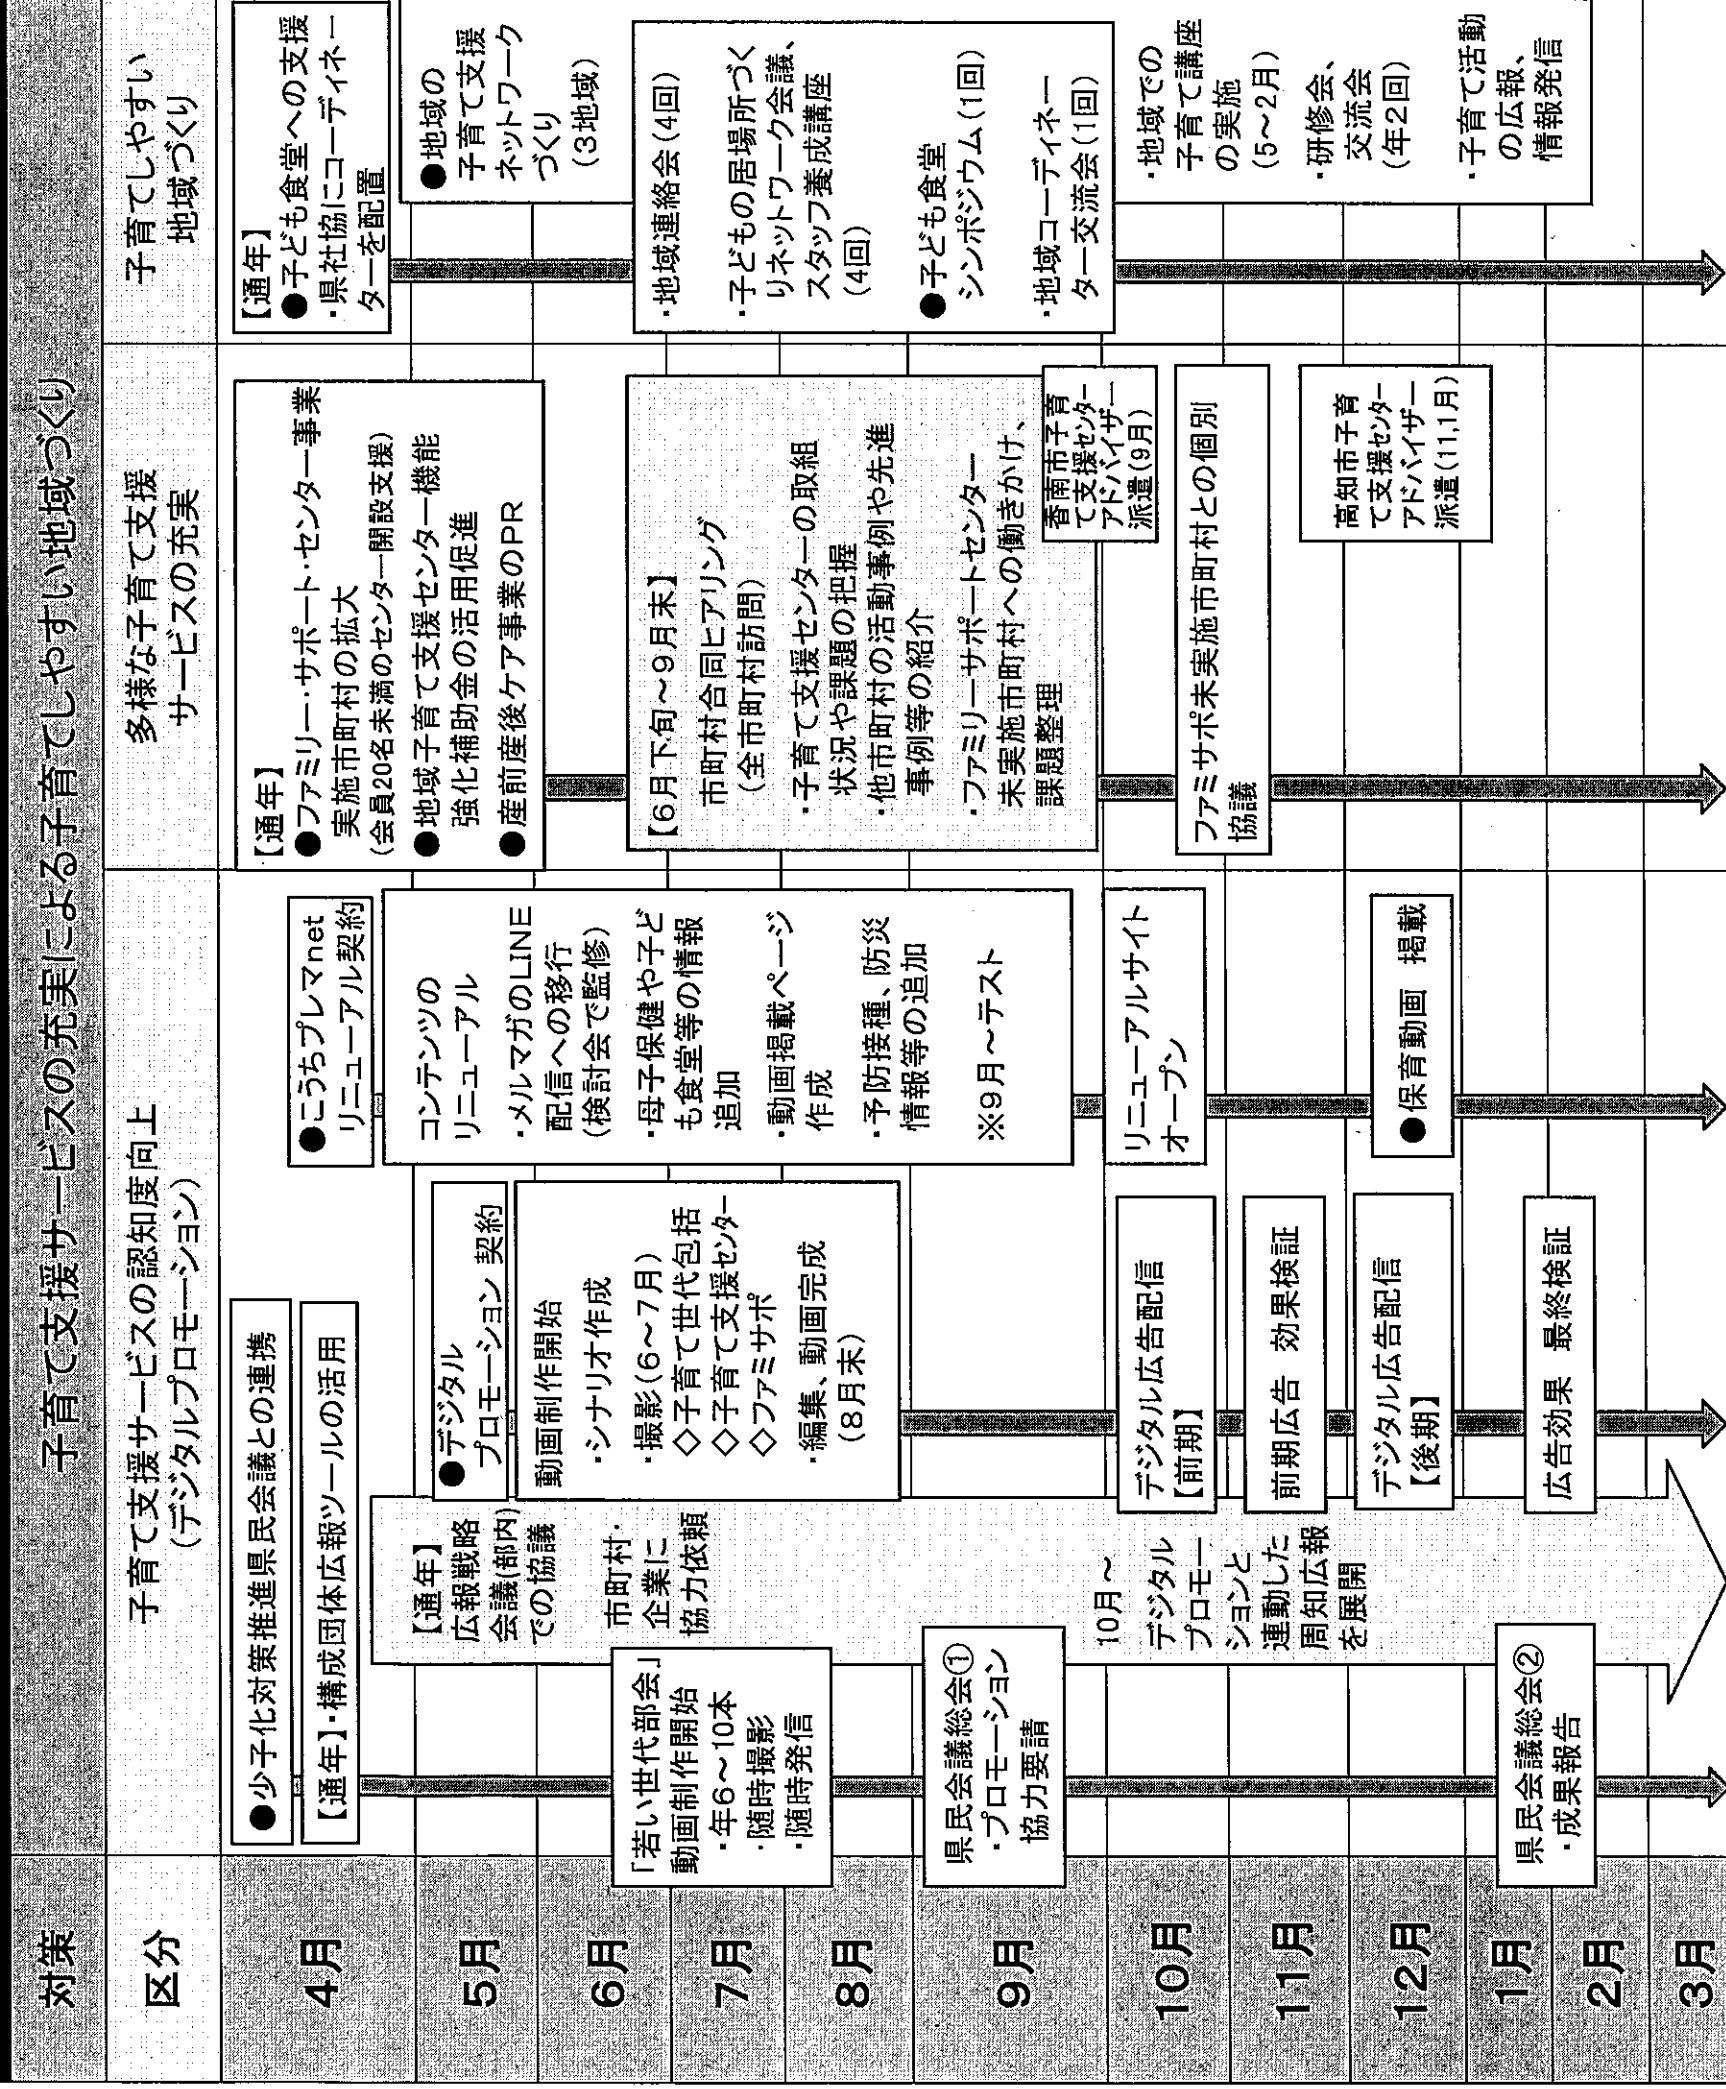 対策
子育て支援サービスの充実による子育てしやすい地域づくり
区分
子育て支援サービスの認知度向上
(デジタルプロモーション)
多様な子育て支援
サービスの充実
子育てしやすい
地域づくり
4月
5月
6月
7月
8月
9月
10月
11月
12月
1月
2月
3月
●少子化対策推進県民会議との連携
【通年】・構成団体広報ツールの活用
「若い世代部会」
動画制作開始
・年6～10本
・随時撮影
・随時発信
県民会議総会①
・プロモーション
協力要請
県民会議総会②
・成果報告
【通年】
広報戦略
会議(部内)
での協議
市町村・
企業に
協力依頼
10月～
デジタル
プロモー
ションと
連動した
周知広報
を展開
●デジタル
プロモーション 契約
動画制作開始
・シナリオ作成
・撮影(6～7月)
◇子育て世代包括
◇子育て支援センター
◇ファミサポ
・編集、動画完成
(8月末)
デジタル広告配信
【前期】
前期広告 効果検証
デジタル広告配信
【後期】
広告効果 最終検証
●こうちプレマnet
リニューアル契約
コンテンツの
リニューアル
・メルマガのLINE
配信への移行
(検討会で監修)
・母子保健や子ど
も食堂等の情報
追加
・動画掲載ページ
作成
・予防接種、防災
情報等の追加
※9月～テスト
リニューアルサイト
オープン
●保育動画 掲載
【通年】
●ファミリー・サポート・センター事業
実施市町村の拡大
(会員20名未満のセンター開設支援)
●地域子育て支援センター機能
強化補助金の活用促進
●産前産後ケア事業のPR
【6月下旬～9月末】
市町村合同ヒアリング
(全市町村訪問)
・子育て支援センターの取組
状況や課題の把握
・他市町村の活動事例や先進
事例等の紹介
・ファミリーサポートセンター
未実施市町村への働きかけ、
課題整理
香南市子育
て支援センター
アドバイザー
派遣(9月)
ファミサポ未実施市町村との個別
協議
高知市子育
て支援センター
アドバイザー
派遣(11,1月)
【通年】
●子ども食堂への支援
・県社協にコーディネー
ターを配置
●地域の
子育て支援
ネットワーク
づくり
(3地域)
・地域連絡会(4回)
・子どもの居場所づく
りネットワーク会議、
スタッフ養成講座
(4回)
●子ども食堂
シンポジウム(1回)
・地域コーディネー
ター交流会(1回)
・地域での
子育て講座
の実施
(5～2月)
・研修会、
交流会
(年2回)
・子育て活動
の広報、
情報発信